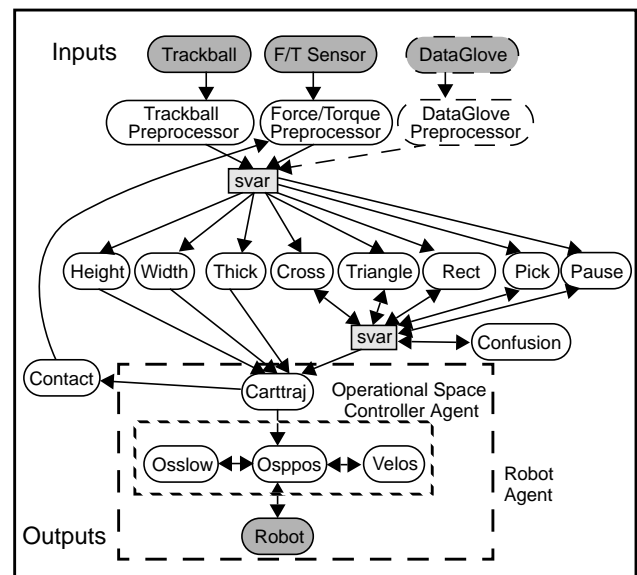 Inputs
Trackball
F/T Sensor
DataGlove
Trackball
Preprocessor
Force/Torque
Preprocessor
DataGlove
Preprocessor
svar
Height
Width
Thick
Cross
Triangle
Rect
Pick
Pause
svar
Confusion
Contact
Carttraj
Operational Space
Controller Agent
Osslow
Osppos
Velos
Robot
Agent
Outputs
Robot